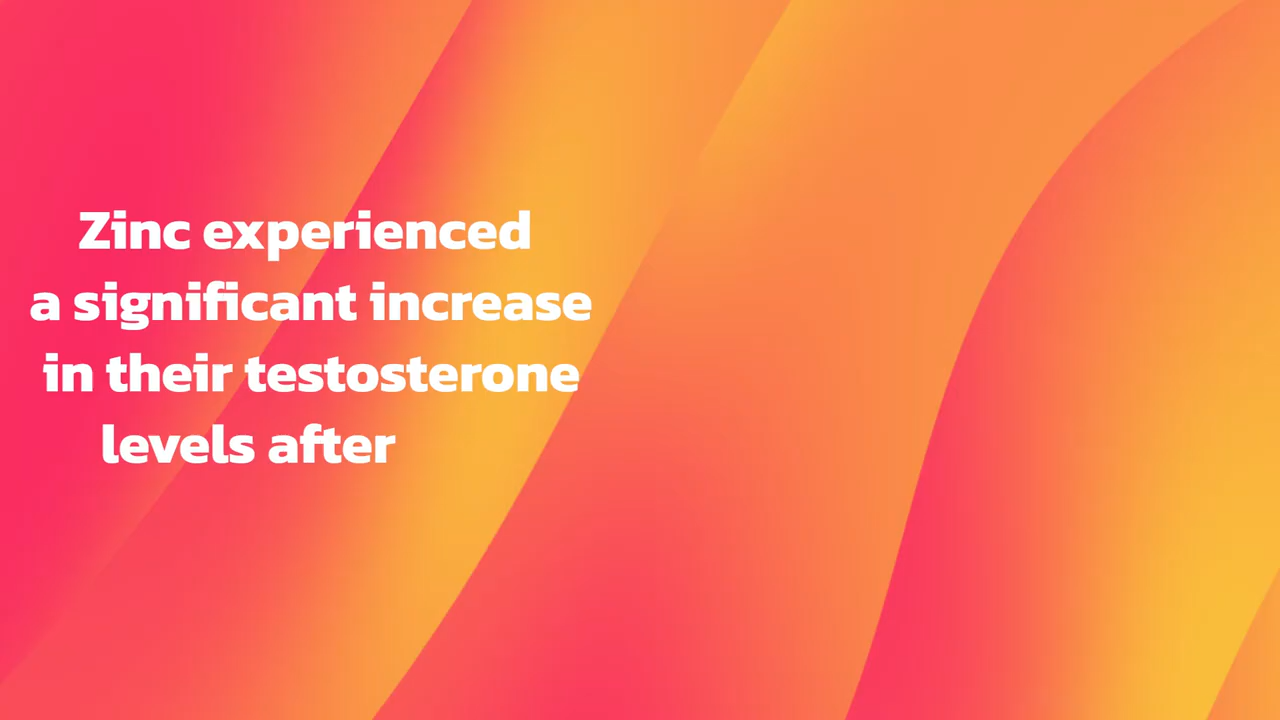 Zinc experienced
a significant increase
in their testosterone
levels after